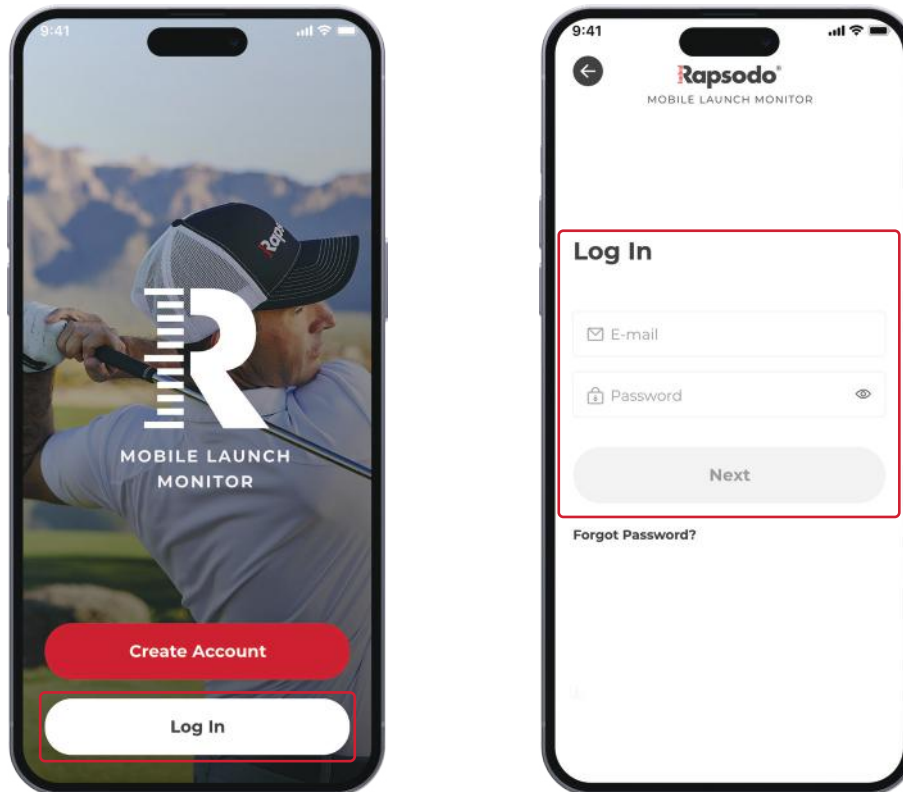 9:41
Rapso
R
MOBILE LAUNCH
MONITOR
Create Account
Log In
9:41
Rapsodo®
MOBILE LAUNCH MONITOR
Log In
E-mail
Password
Next
Forgot Password?